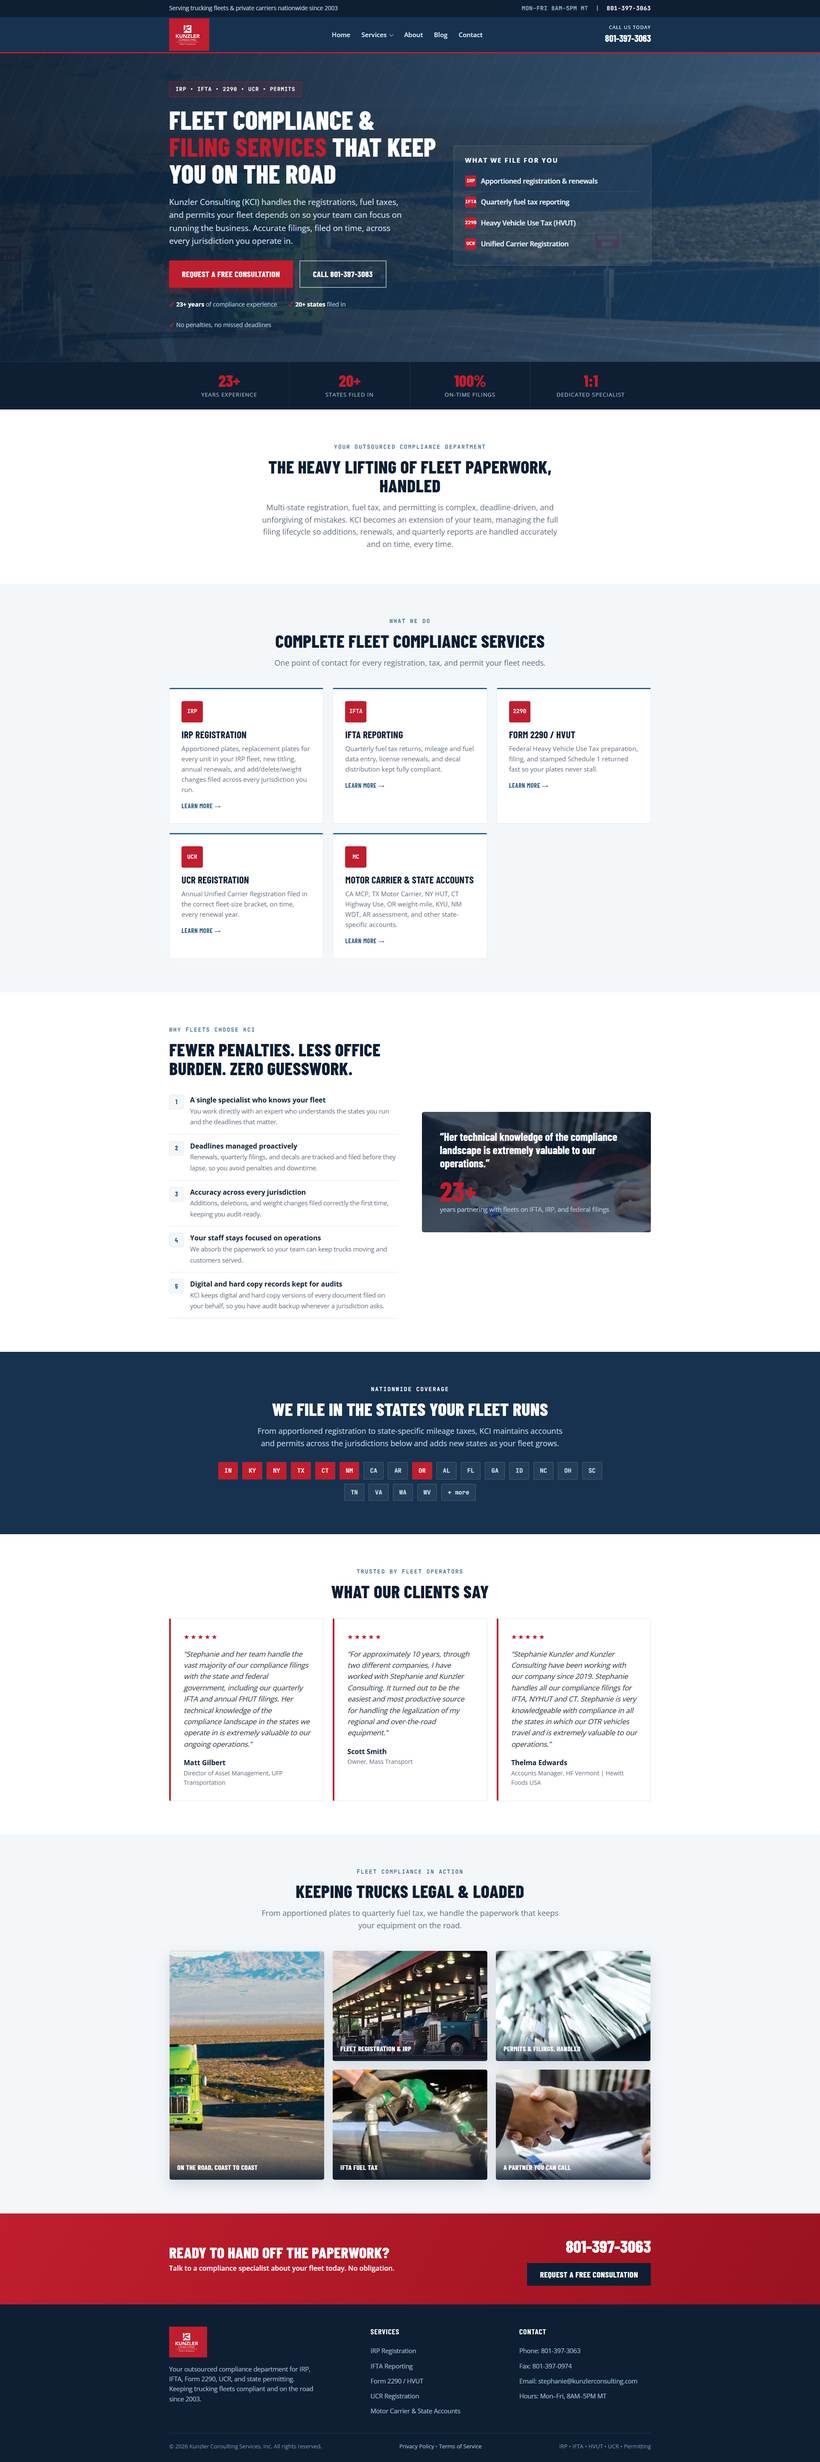 Serving trucking fleets & private carriers nationwide since 2003
MON–FRI 8AM–5PM MT | 801-397-3063
KUNZLER
Home Services About Blog Contact
CALL US TODAY
801-397-3063
IRP • IFTA • 2290 • UCR • PERMITS
FLEET COMPLIANCE &
FILING SERVICES THAT KEEP
YOU ON THE ROAD
Kunzler Consulting (KCI) handles the registrations, fuel taxes,
and permits your fleet depends on so your team can focus on
running the business. Accurate filings, filed on time, across
every jurisdiction you operate in.
REQUEST A FREE CONSULTATION
CALL 801-397-3063
✓ 23+ years of compliance experience
✓ 20+ states filed in
✓ No penalties, no missed deadlines
WHAT WE FILE FOR YOU
IRP Apportioned registration & renewals
IFTA Quarterly fuel tax reporting
2290 Heavy Vehicle Use Tax (HVUT)
UCR Unified Carrier Registration
23+
YEARS EXPERIENCE
20+
STATES FILED IN
100%
ON-TIME FILINGS
1:1
DEDICATED SPECIALIST
YOUR OUTSOURCED COMPLIANCE DEPARTMENT
THE HEAVY LIFTING OF FLEET PAPERWORK,
HANDLED
Multi-state registration, fuel tax, and permitting is complex, deadline-driven, and
unforgiving of mistakes. KCI becomes an extension of your team, managing the full
filing lifecycle so additions, renewals, and quarterly reports are handled accurately
and on time, every time.
WHAT WE DO
COMPLETE FLEET COMPLIANCE SERVICES
One point of contact for every registration, tax, and permit your fleet needs.
IRP
IRP REGISTRATION
Apportioned plates, replacement plates for
every unit in your IRP fleet, new titling,
annual renewals, and add/delete/weight
changes filed across every jurisdiction you
run.
LEARN MORE →
IFTA
IFTA REPORTING
Quarterly fuel tax returns, mileage and fuel
data entry, license renewals, and decal
distribution kept fully compliant.
LEARN MORE →
2290
FORM 2290 / HVUT
Federal Heavy Vehicle Use Tax preparation,
filing, and stamped Schedule 1 returned
fast so your plates never stall.
LEARN MORE →
UCR
UCR REGISTRATION
Annual Unified Carrier Registration filed in
the correct fleet-size bracket, on time,
every renewal year.
LEARN MORE →
MC
MOTOR CARRIER & STATE ACCOUNTS
CA MCP, TX Motor Carrier, NY HUT, CT
Highway Use, OR weight-mile, KYU, NM
WDT, AR assessment, and other state-
specific accounts.
LEARN MORE →
WHY FLEETS CHOOSE KCI
FEWER PENALTIES. LESS OFFICE
BURDEN. ZERO GUESSWORK.
1 A single specialist who knows your fleet
You work directly with an expert who understands the states you run
and the deadlines that matter.
2 Deadlines managed proactively
Renewals, quarterly filings, and decals are tracked and filed before they
lapse, so you avoid penalties and downtime.
3 Accuracy across every jurisdiction
Additions, deletions, and weight changes filed correctly the first time,
keeping you audit-ready.
4 Your staff stays focused on operations
We absorb the paperwork so your team can keep trucks moving and
customers served.
5 Digital and hard copy records kept for audits
KCI keeps digital and hard copy versions of every document filed on
your behalf, so you have audit backup whenever a jurisdiction asks.
“Her technical knowledge of the compliance
landscape is extremely valuable to our
operations.”
23+
years partnering with fleets on IFTA, IRP, and federal filings
NATIONWIDE COVERAGE
WE FILE IN THE STATES YOUR FLEET RUNS
From apportioned registration to state-specific mileage taxes, KCI maintains accounts
and permits across the jurisdictions below and adds new states as your fleet grows.
IN KY NY TX CT NM CA AR OR AL FL GA ID NC OH SC
TN VA WA WV + more
TRUSTED BY FLEET OPERATORS
WHAT OUR CLIENTS SAY
★★★★★
“Stephanie and her team handle the
vast majority of our compliance filings
with the state and federal
government, including our quarterly
IFTA and annual FHUT filings. Her
technical knowledge of the
compliance landscape in the states we
operate in is extremely valuable to our
ongoing operations.”
Matt Gilbert
Director of Asset Management, UFP
Transportation
★★★★★
“For approximately 10 years, through
two different companies, I have
worked with Stephanie and Kunzler
Consulting. It turned out to be the
easiest and most productive source
for handling the legalization of my
regional and over-the-road
equipment.”
Scott Smith
Owner, Mass Transport
★★★★★
“Stephanie Kunzler and Kunzler
Consulting have been working with
our company since 2019. Stephanie
handles all our compliance filings for
IFTA, NYHUT and CT. Stephanie is very
knowledgeable with compliance in all
the states in which our OTR vehicles
travel and is extremely valuable to our
operations.”
Thelma Edwards
Accounts Manager, HF Vermont | Hewitt
Foods USA
FLEET COMPLIANCE IN ACTION
KEEPING TRUCKS LEGAL & LOADED
From apportioned plates to quarterly fuel tax, we handle the paperwork that keeps
your equipment on the road.
ON THE ROAD, COAST TO COAST
FLEET REGISTRATION & IRP
PERMITS & FILINGS, HANDLED
IFTA FUEL TAX
A PARTNER YOU CAN CALL
READY TO HAND OFF THE PAPERWORK?
Talk to a compliance specialist about your fleet today. No obligation.
801-397-3063
REQUEST A FREE CONSULTATION
KUNZLER
Your outsourced compliance department for IRP,
IFTA, Form 2290, UCR, and state permitting.
Keeping trucking fleets compliant and on the road
since 2003.
SERVICES
IRP Registration
IFTA Reporting
Form 2290 / HVUT
UCR Registration
Motor Carrier & State Accounts
CONTACT
Phone: 801-397-3063
Fax: 801-397-0974
Email: stephanie@kunzlerconsulting.com
Hours: Mon–Fri, 8AM–5PM MT
© 2026 Kunzler Consulting Services, Inc. All rights reserved.
Privacy Policy • Terms of Service
IRP • IFTA • HVUT • UCR • Permitting